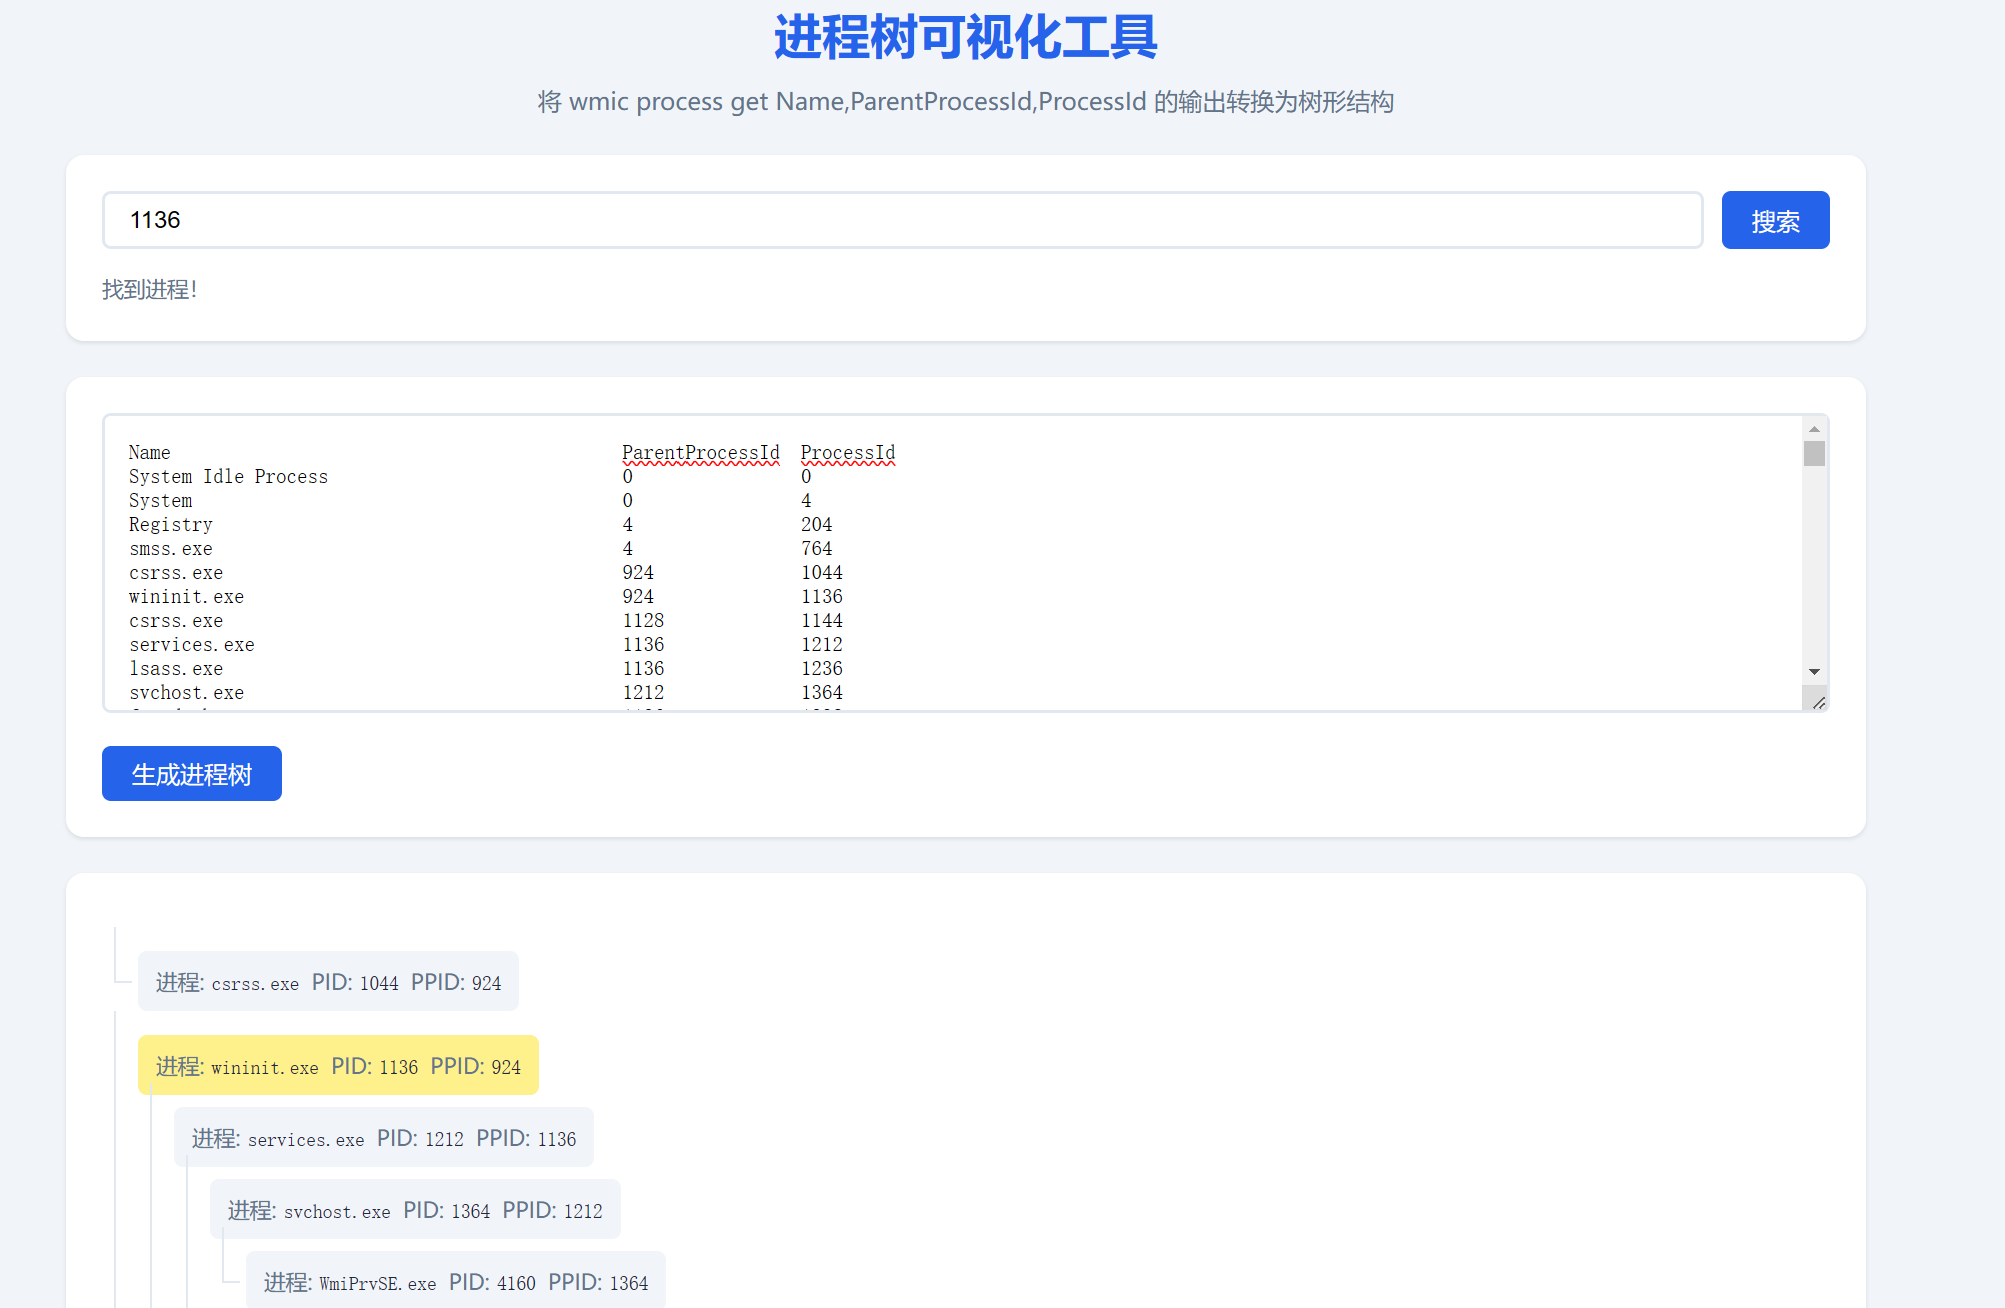 进程树可视化工具
将 wmic process get Name,ParentProcessId,ProcessId 的输出转换为树形结构
1136
搜索
找到进程！
Name ParentProcessId ProcessId
System Idle Process 0 0
System 0 4
Registry 4 204
smss.exe 4 764
csrss.exe 924 1044
wininit.exe 924 1136
csrss.exe 1128 1144
services.exe 1136 1212
lsass.exe 1136 1236
svchost.exe 1212 1364
生成进程树
进程: csrss.exe PID: 1044 PPID: 924
进程: wininit.exe PID: 1136 PPID: 924
进程: services.exe PID: 1212 PPID: 1136
进程: svchost.exe PID: 1364 PPID: 1212
进程: WmiPrvSE.exe PID: 4160 PPID: 1364